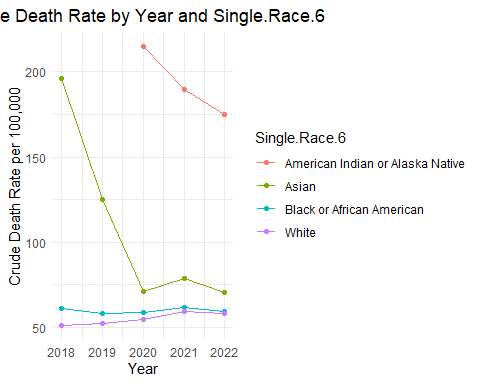 e Death Rate by Year and Single.Race.6
Crude Death Rate per 100,000
200
150
100
50
2018 2019 2020 2021 2022
Year
Single.Race.6
American Indian or Alaska Native
Asian
Black or African American
White